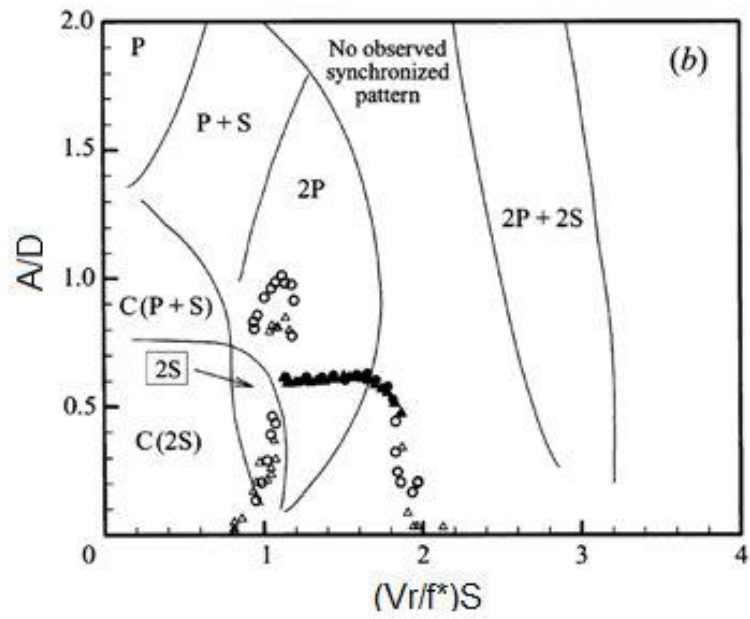 2.0
P
No observed
synchronized
pattern
(b)
P + S
1.5
2P
2P + 2S
A/D
1.0
C(P + S)
2S
0.5
C(2S)
0
1
2
3
4
(Vr/f*)S